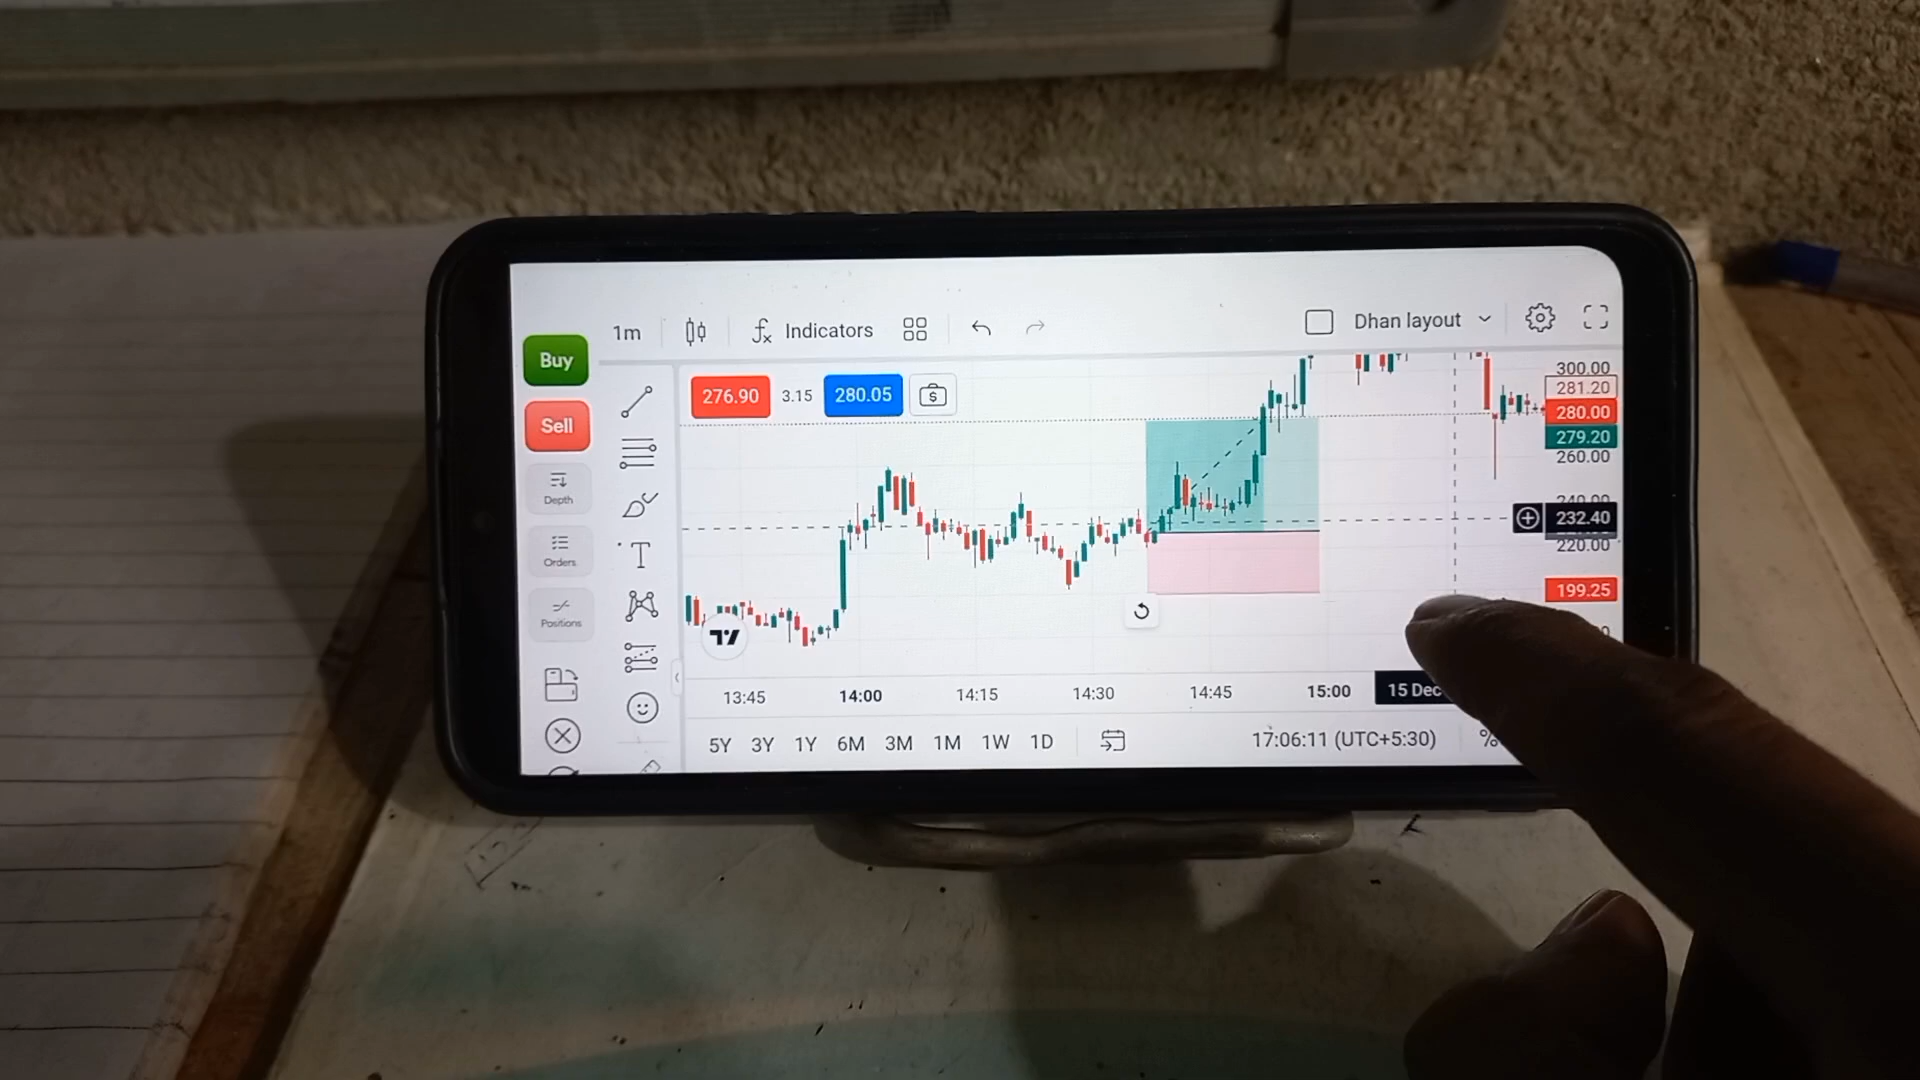 1m
Indicators
Dhan layout
Buy
Sell
Depth
Orders
Positions
276.90
3.15
280.05
300.00
281.20
280.00
279.20
260.00
240.00
232.40
220.00
199.25
T
13:45
14:00
14:15
14:30
14:45
15:00
15 Dec
5Y 3Y 1Y 6M 3M 1M 1W 1D
17:06:11 (UTC+5:30)
%